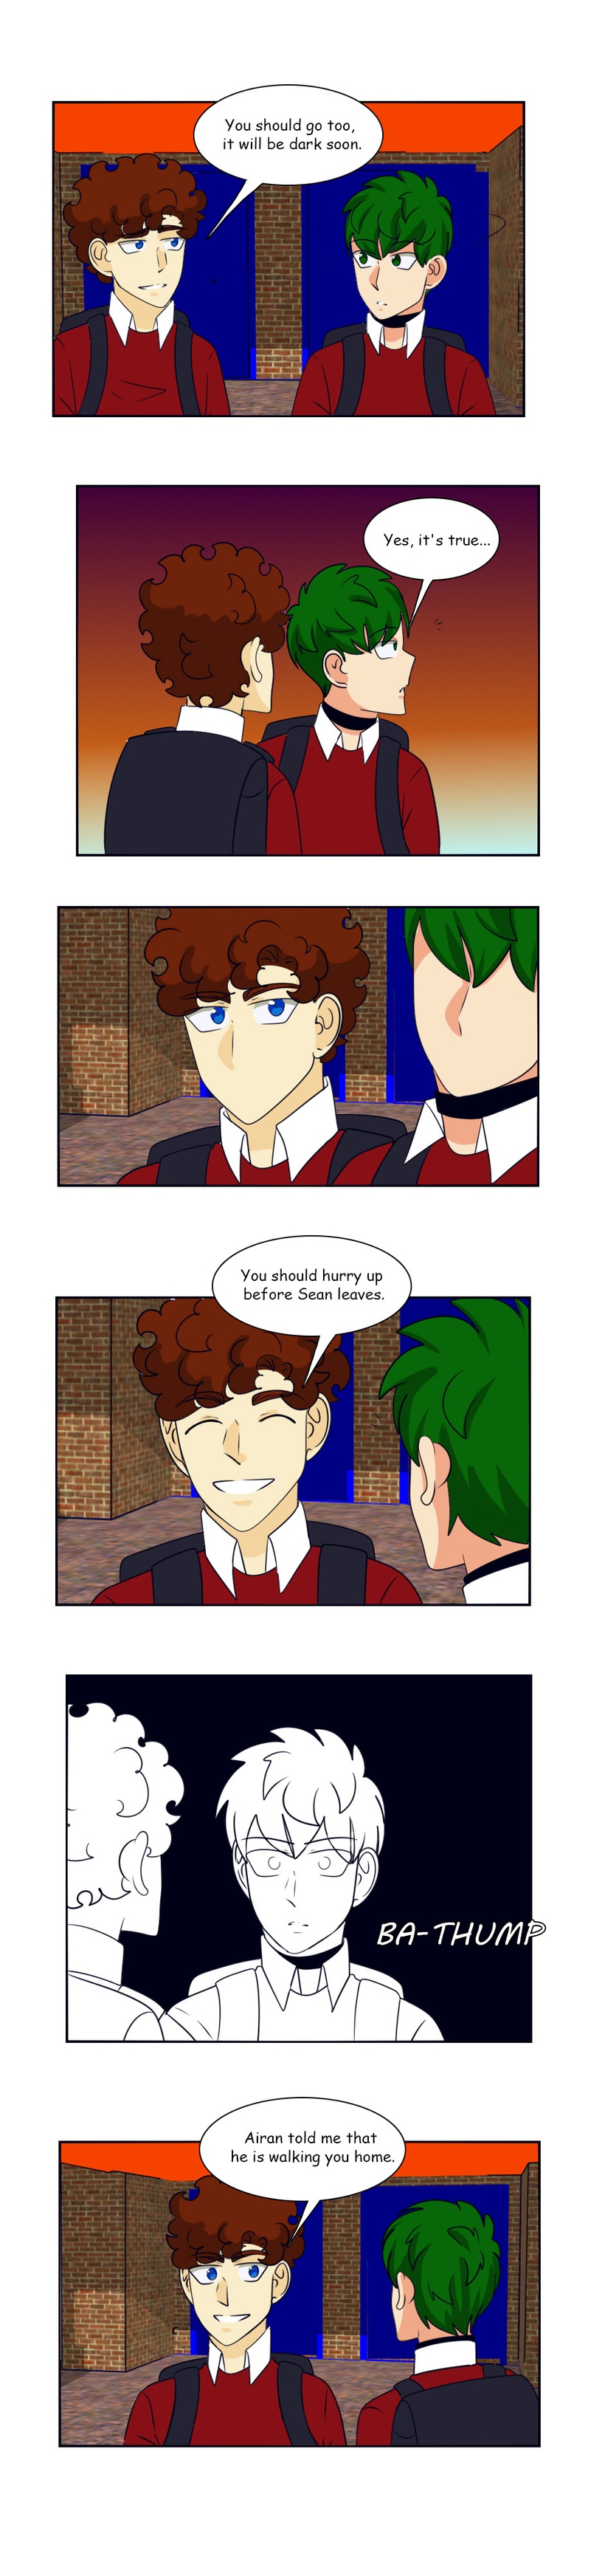 You should go too,
it will be dark soon.
Yes, it's true...
You should hurry up
before Sean leaves.
BA-THUMP
Airan told me that
he is walking you home.